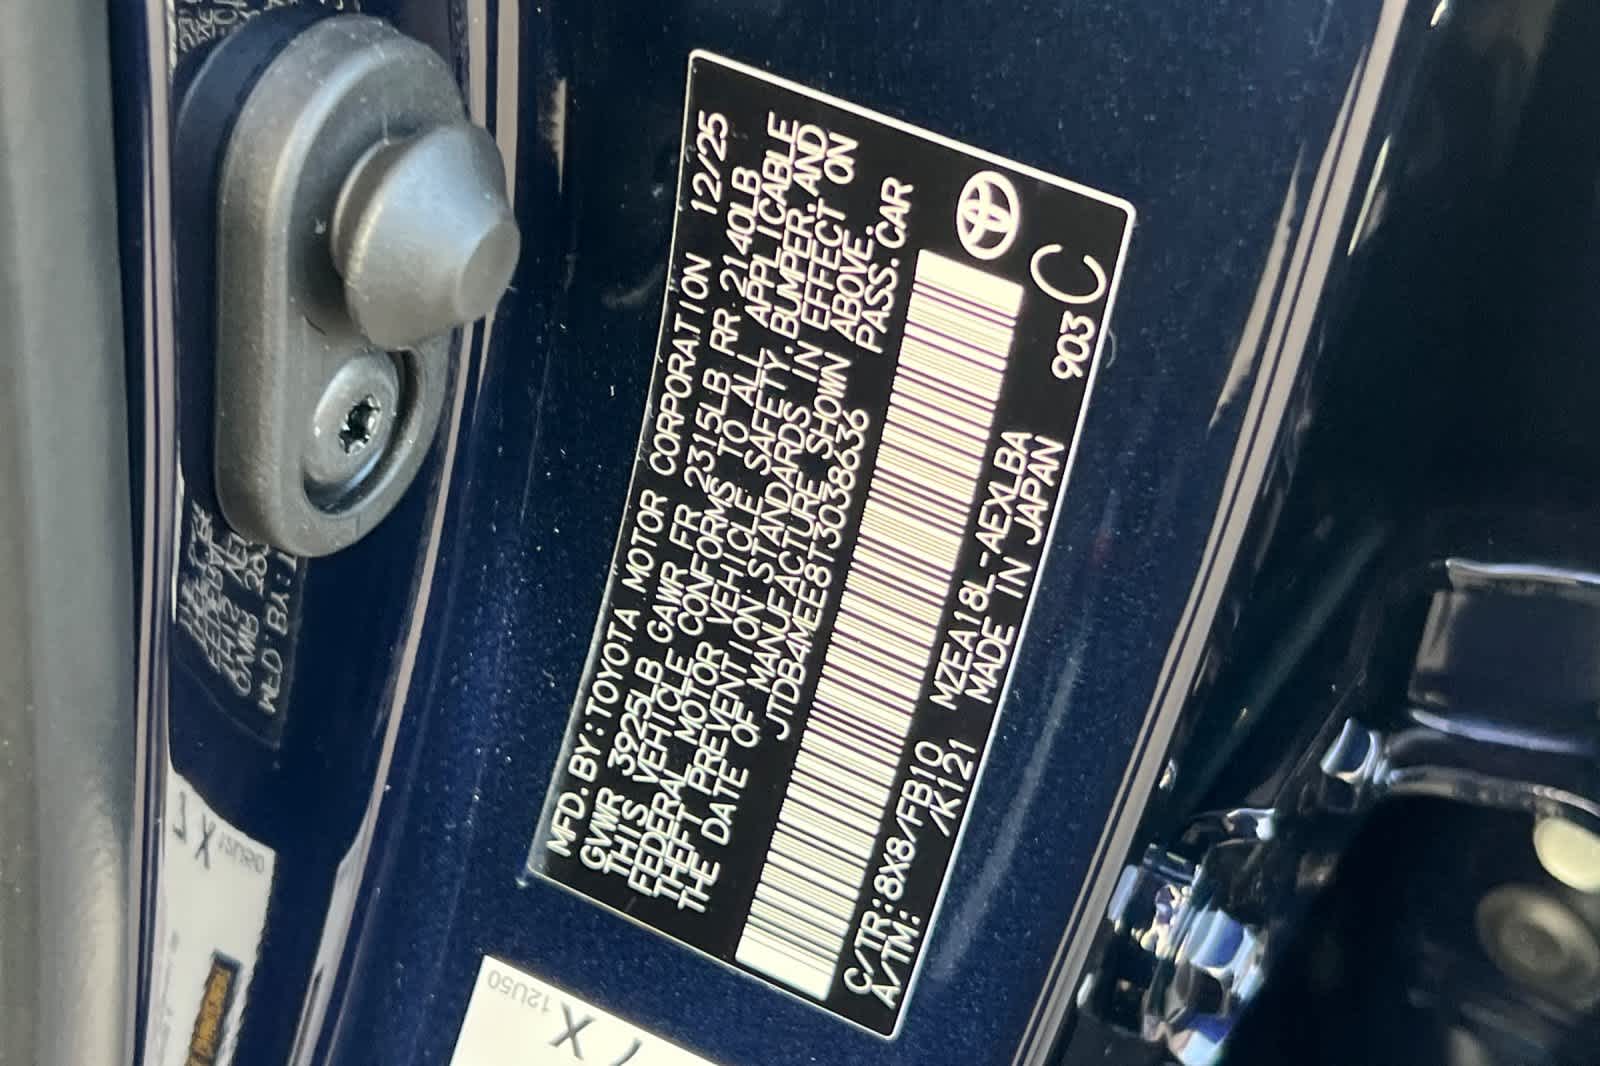 MFD. BY: TOYOTA MOTOR CORPORATION 12/25
GVWR 3925LB GAWR FR 2315LB RR 2140LB
THIS VEHICLE CONFORMS TO ALL APPLICABLE
FEDERAL MOTOR VEHICLE SAFETY, BUMPER, AND
THEFT PREVENTION STANDARDS IN EFFECT ON
THE DATE OF MANUFACTURE SHOWN ABOVE.
JTDB4MEE8T3038636 PASS. CAR
C/TR: 8X8/FB10 MZEA18L-AEXLBA 903 C
A/TM: /K121 MADE IN JAPAN
X 12U50